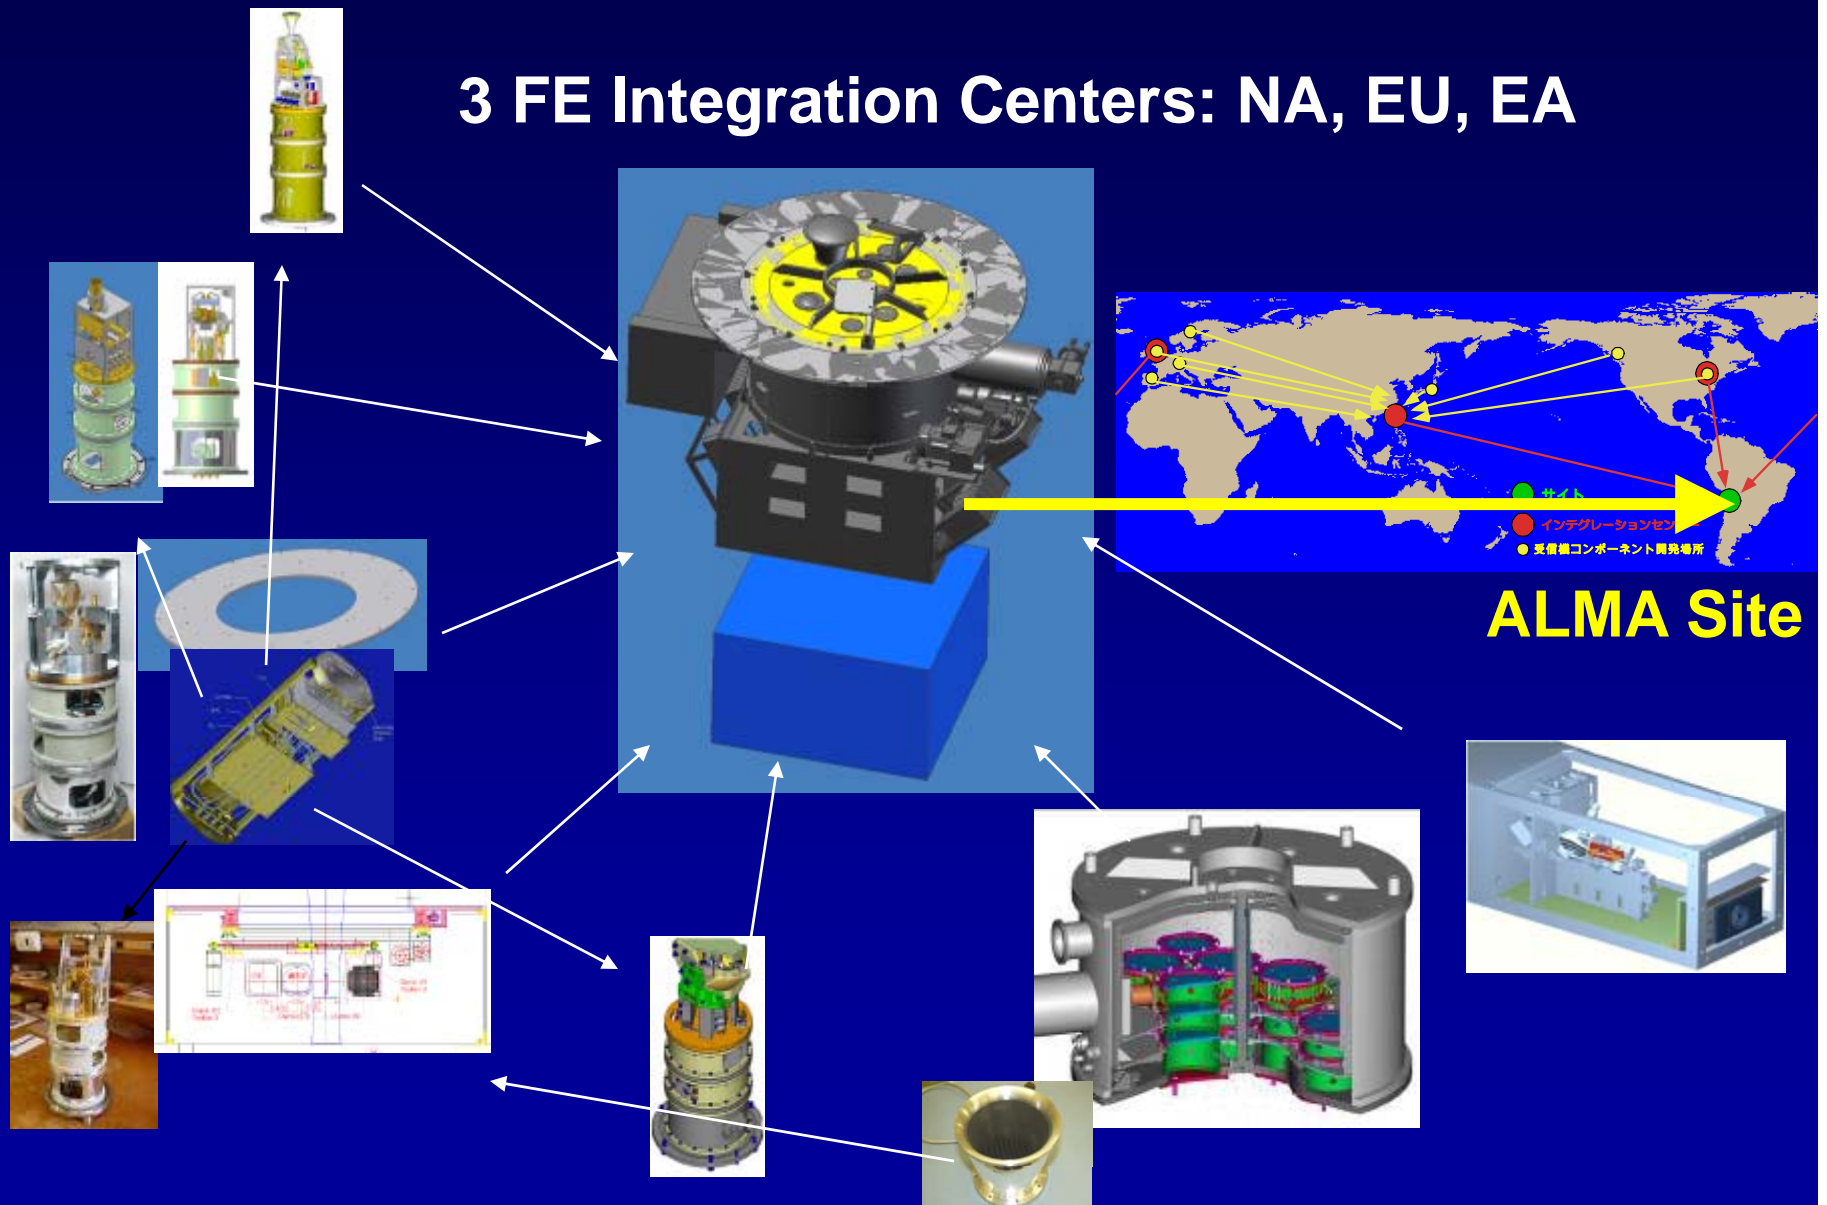 3 FE Integration Centers: NA, EU, EA
サイト
インテグレーションセン
受信機コンポーネント開発場所
ALMA Site